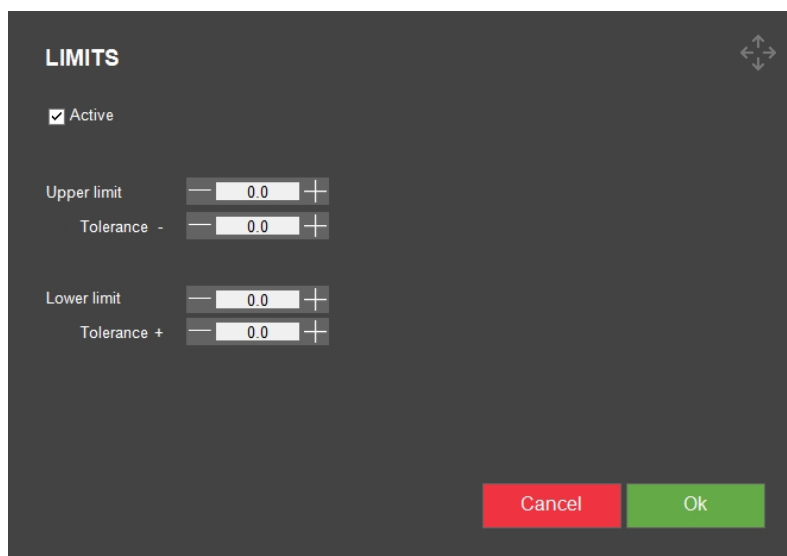 LIMITS
Active
Upper limit 0.0
Tolerance - 0.0
Lower limit 0.0
Tolerance + 0.0
Cancel Ok